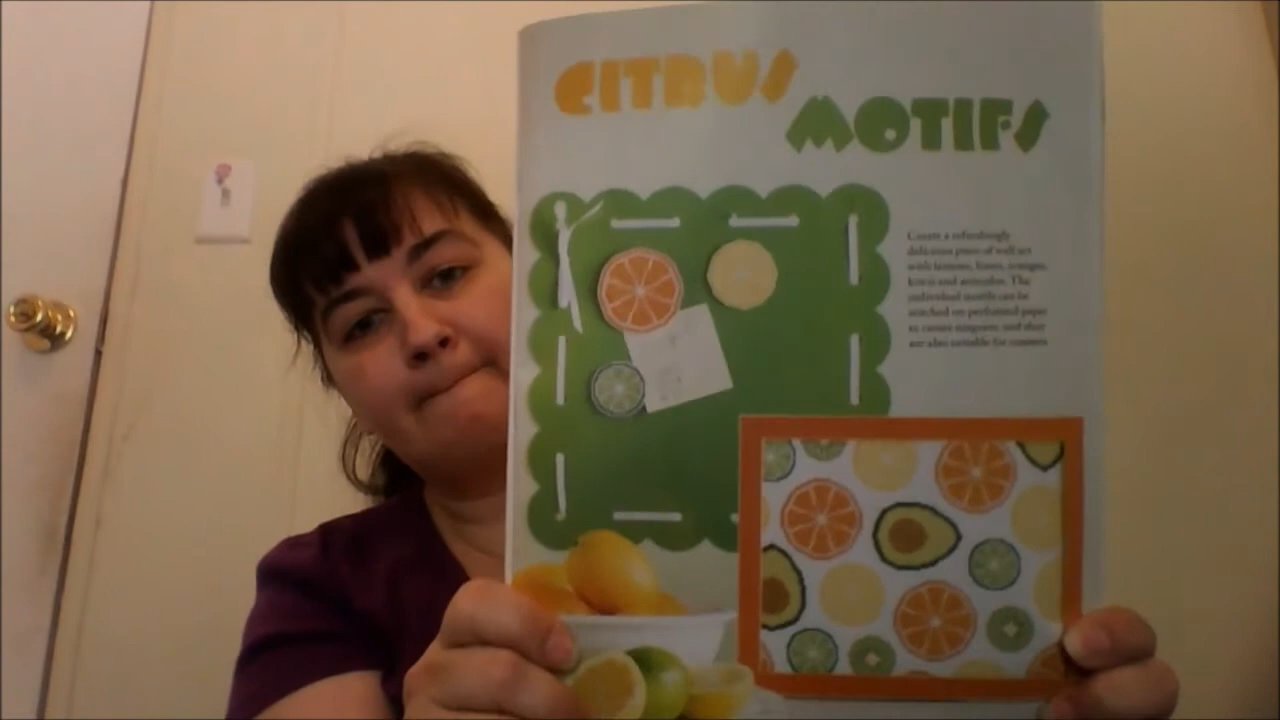 CITRUS
MOTIFS
Create a refreshingly
delicious piece of wall art
with lemons, limes, oranges,
kiwis and avocados. The
individual motifs can be
stitched on perforated paper
to create magnets, and they
are also suitable for coasters